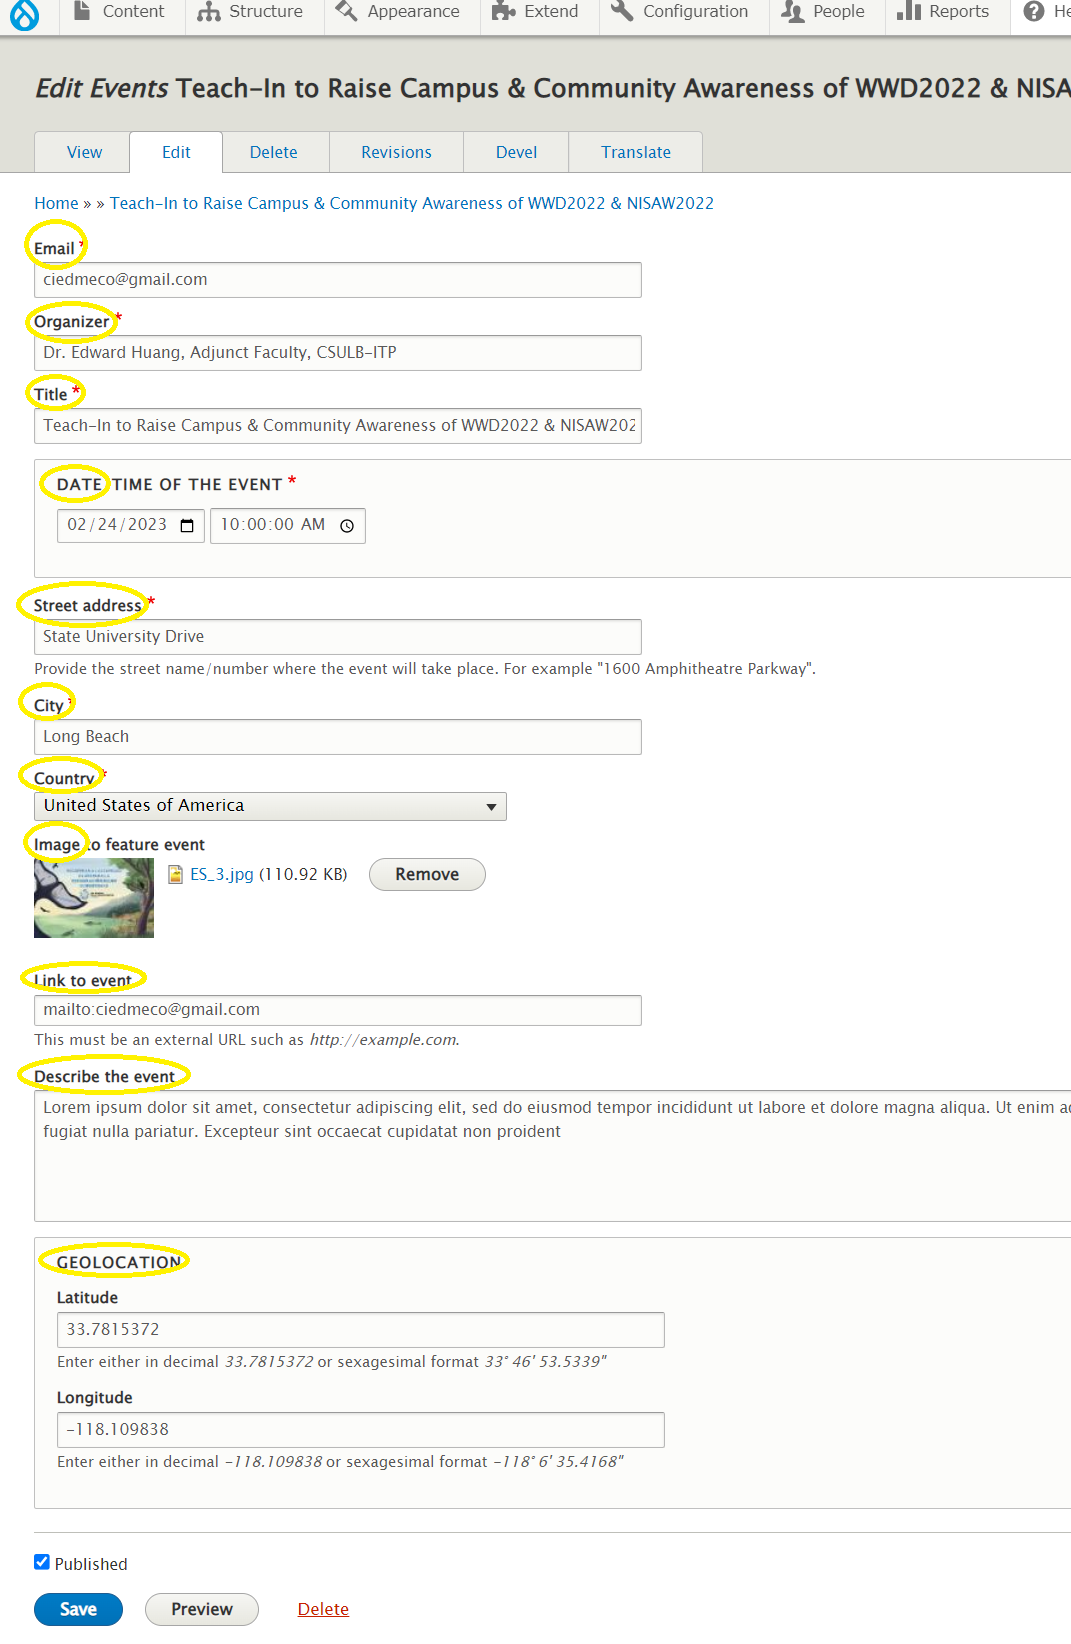 Content Structure Appearance Extend Configuration People Reports
Edit Events Teach-In to Raise Campus & Community Awareness of WWD2022 &
View Edit Delete Revisions Devel Translate
Home » » Teach-In to Raise Campus & Community Awareness of WWD2022 & NISAW2022
Email *
ciedmeco@gmail.com
Organizer *
Dr. Edward Huang, Adjunct Faculty, CSULB-ITP
Title *
Teach-In to Raise Campus & Community Awareness of WWD2022 & NISAW202
DATE TIME OF THE EVENT *
02/24/2023 10:00:00 AM
Street address *
State University Drive
Provide the street name/number where the event will take place. For example "1600 Amphitheatre Parkway".
City *
Long Beach
Country *
United States of America
Image to feature event
ES_3.jpg (110.92 KB) Remove
Link to event
mailto:ciedmeco@gmail.com
This must be an external URL such as http://example.com.
Describe the event
Lorem ipsum dolor sit amet, consectetur adipiscing elit, sed do eiusmod tempor incididunt ut labore et dolore magna aliqua. Ut enim
fugiat nulla pariatur. Excepteur sint occaecat cupidatat non proident
GEOLOCATION
Latitude
33.7815372
Enter either in decimal 33.7815372 or sexagesimal format 33° 46' 53.5339"
Longitude
-118.109838
Enter either in decimal -118.109838 or sexagesimal format -118° 6' 35.4168"
Published
Save Preview Delete